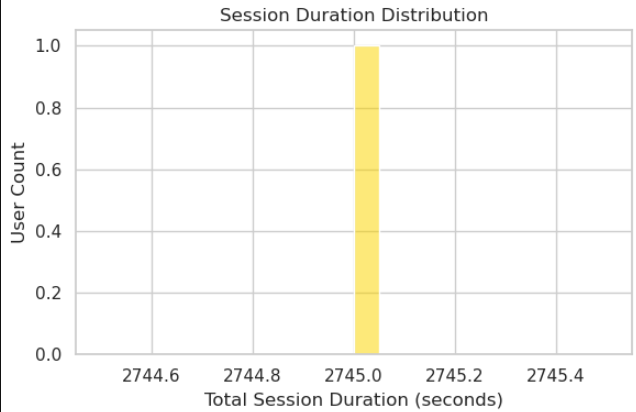 Session Duration Distribution
1.0
0.8
0.6
0.4
0.2
0.0
User Count
2744.6 2744.8 2745.0 2745.2 2745.4
Total Session Duration (seconds)